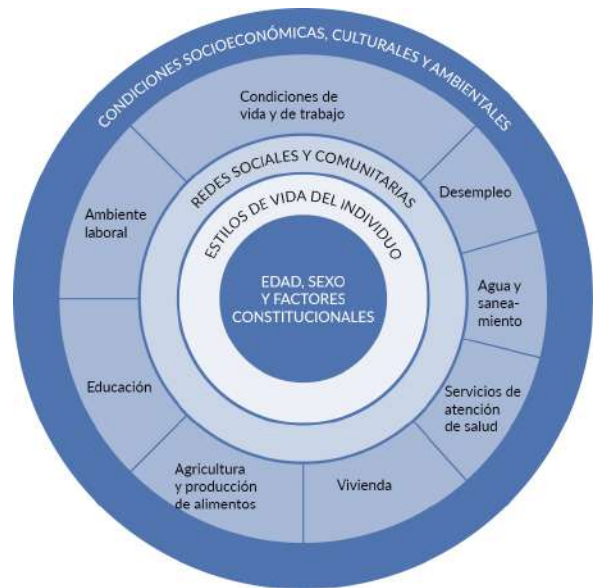 CONDICIONES SOCIOECONÓMICAS, CULTURALES Y AMBIENTALES
Condiciones de
vida y de trabajo
REDES SOCIALES Y COMUNITARIAS
ESTILOS DE VIDA DEL INDIVIDUO
EDAD, SEXO
Y FACTORES
CONSTITUCIONALES
Desempleo
Agua y
sanea-
miento
Servicios de
atención
de salud
Vivienda
Agricultura
y producción
de alimentos
Educación
Ambiente
laboral